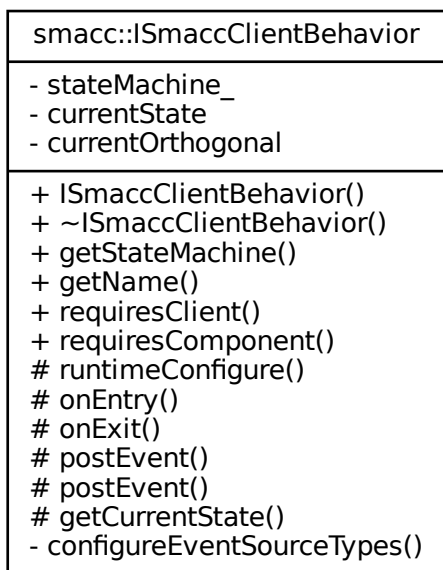 smacc::ISmaccClientBehavior
- stateMachine_
- currentState
- currentOrthogonal
+ ISmaccClientBehavior()
+ ~ISmaccClientBehavior()
+ getStateMachine()
+ getName()
+ requiresClient()
+ requiresComponent()
# runtimeConfigure()
# onEntry()
# onExit()
# postEvent()
# postEvent()
# getCurrentState()
- configureEventSourceTypes()